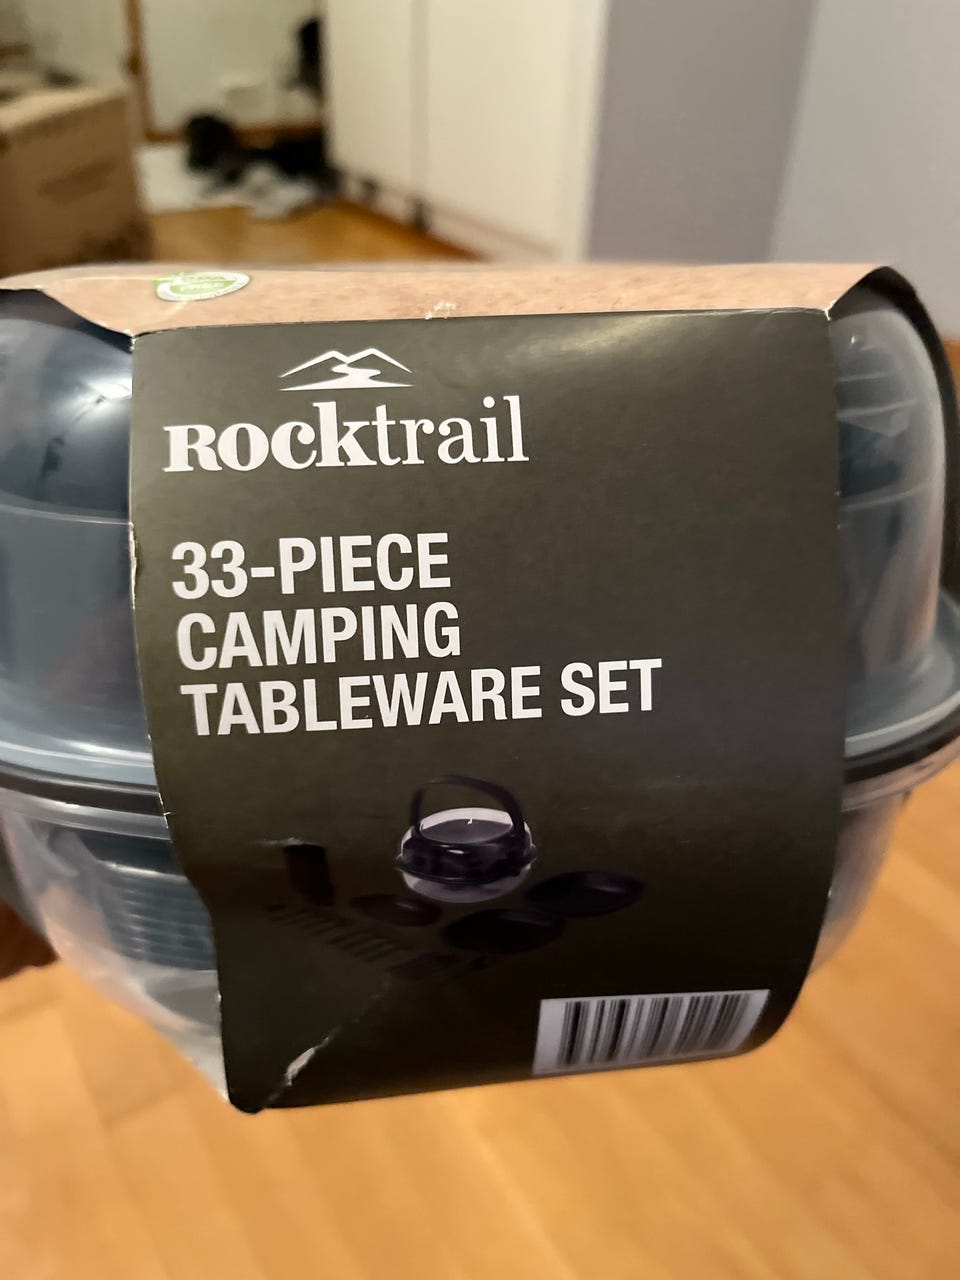 Rocktrail
33-PIECE
CAMPING
TABLEWARE SET